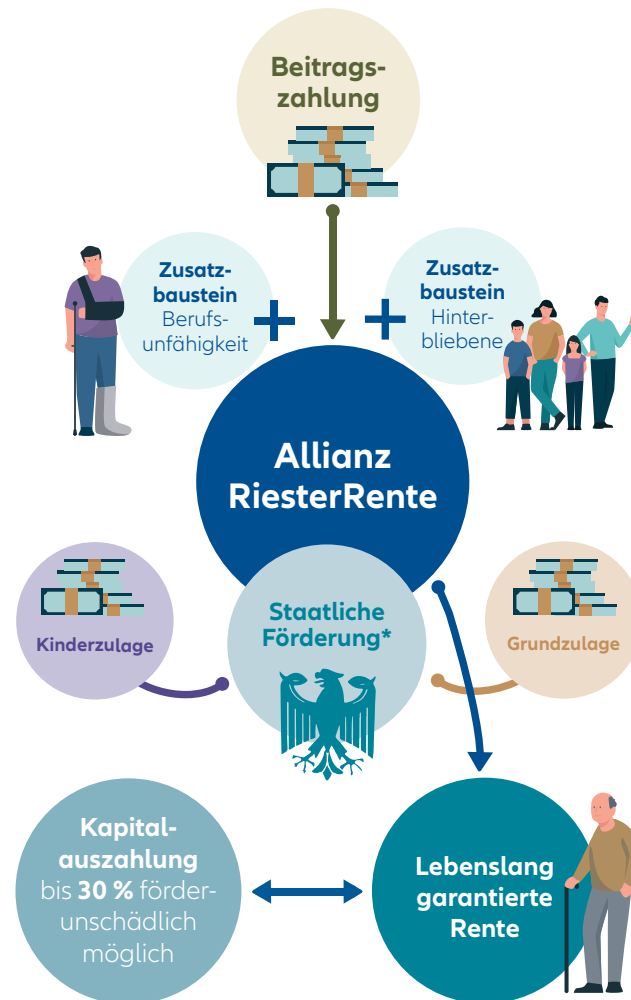 Beitrags-
zahlung
Zusatz-
baustein
Berufs-
unfähigkeit
Zusatz-
baustein
Hinter-
bliebene
Allianz
RiesterRente
Kinderzulage
Staatliche
Förderung*
Grundzulage
Kapital-
auszahlung
bis 30 % förder-
unschädlich
möglich
Lebenslang
garantierte
Rente